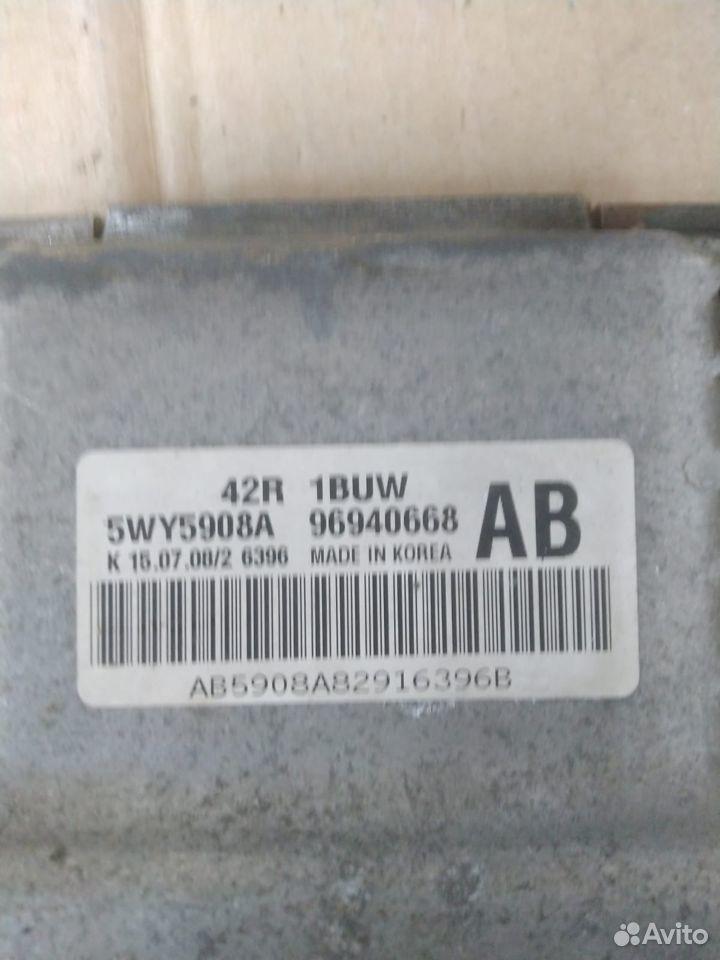 42R 1BUW
5WY5908A 96940668 AB
K 15.07.08/2 6396 MADE IN KOREA
AB5908A82916396B
Avito